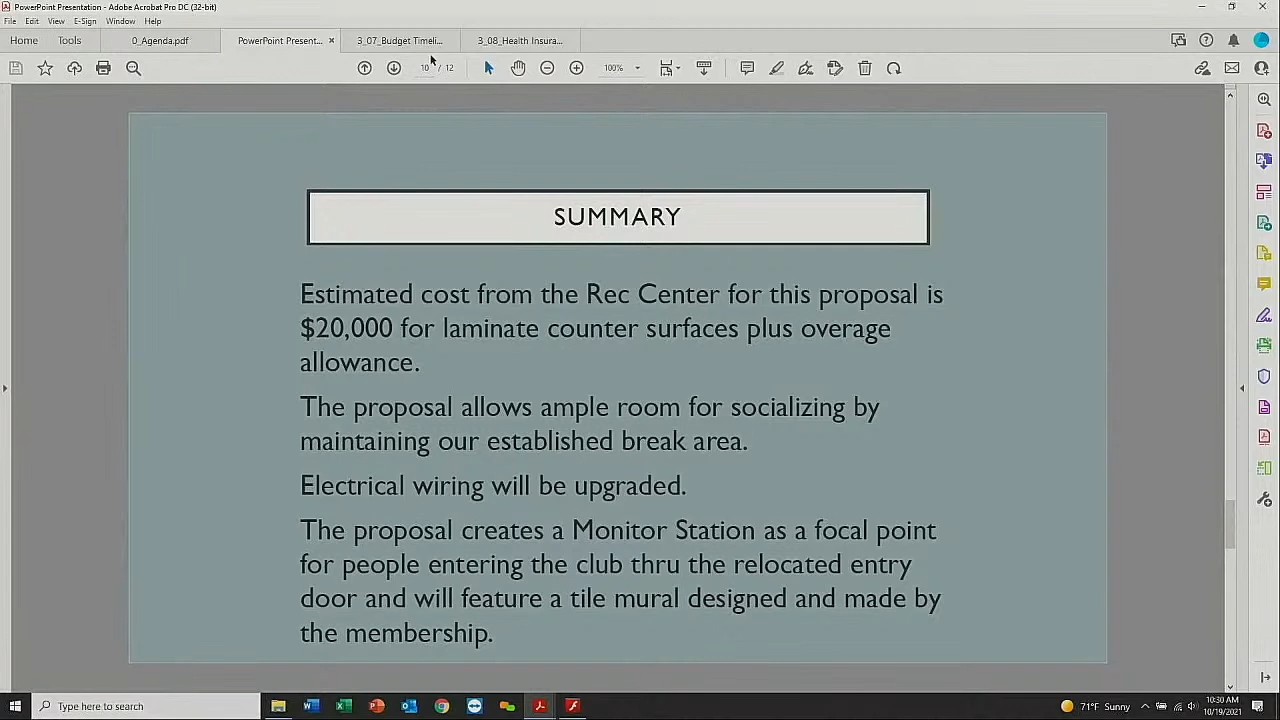 PowerPoint Presentation - Adobe Acrobat Pro DC (32-bit)
File Edit View E-Sign Window Help
Home Tools 0_Agenda.pdf PowerPoint Present... × 3_07_Budget Timeli... 3_08_Health Insura...
10 / 12 100%
SUMMARY
Estimated cost from the Rec Center for this proposal is
$20,000 for laminate counter surfaces plus overage
allowance.
The proposal allows ample room for socializing by
maintaining our established break area.
Electrical wiring will be upgraded.
The proposal creates a Monitor Station as a focal point
for people entering the club thru the relocated entry
door and will feature a tile mural designed and made by
the membership.
Type here to search
71°F Sunny
10:30 AM
10/19/2021